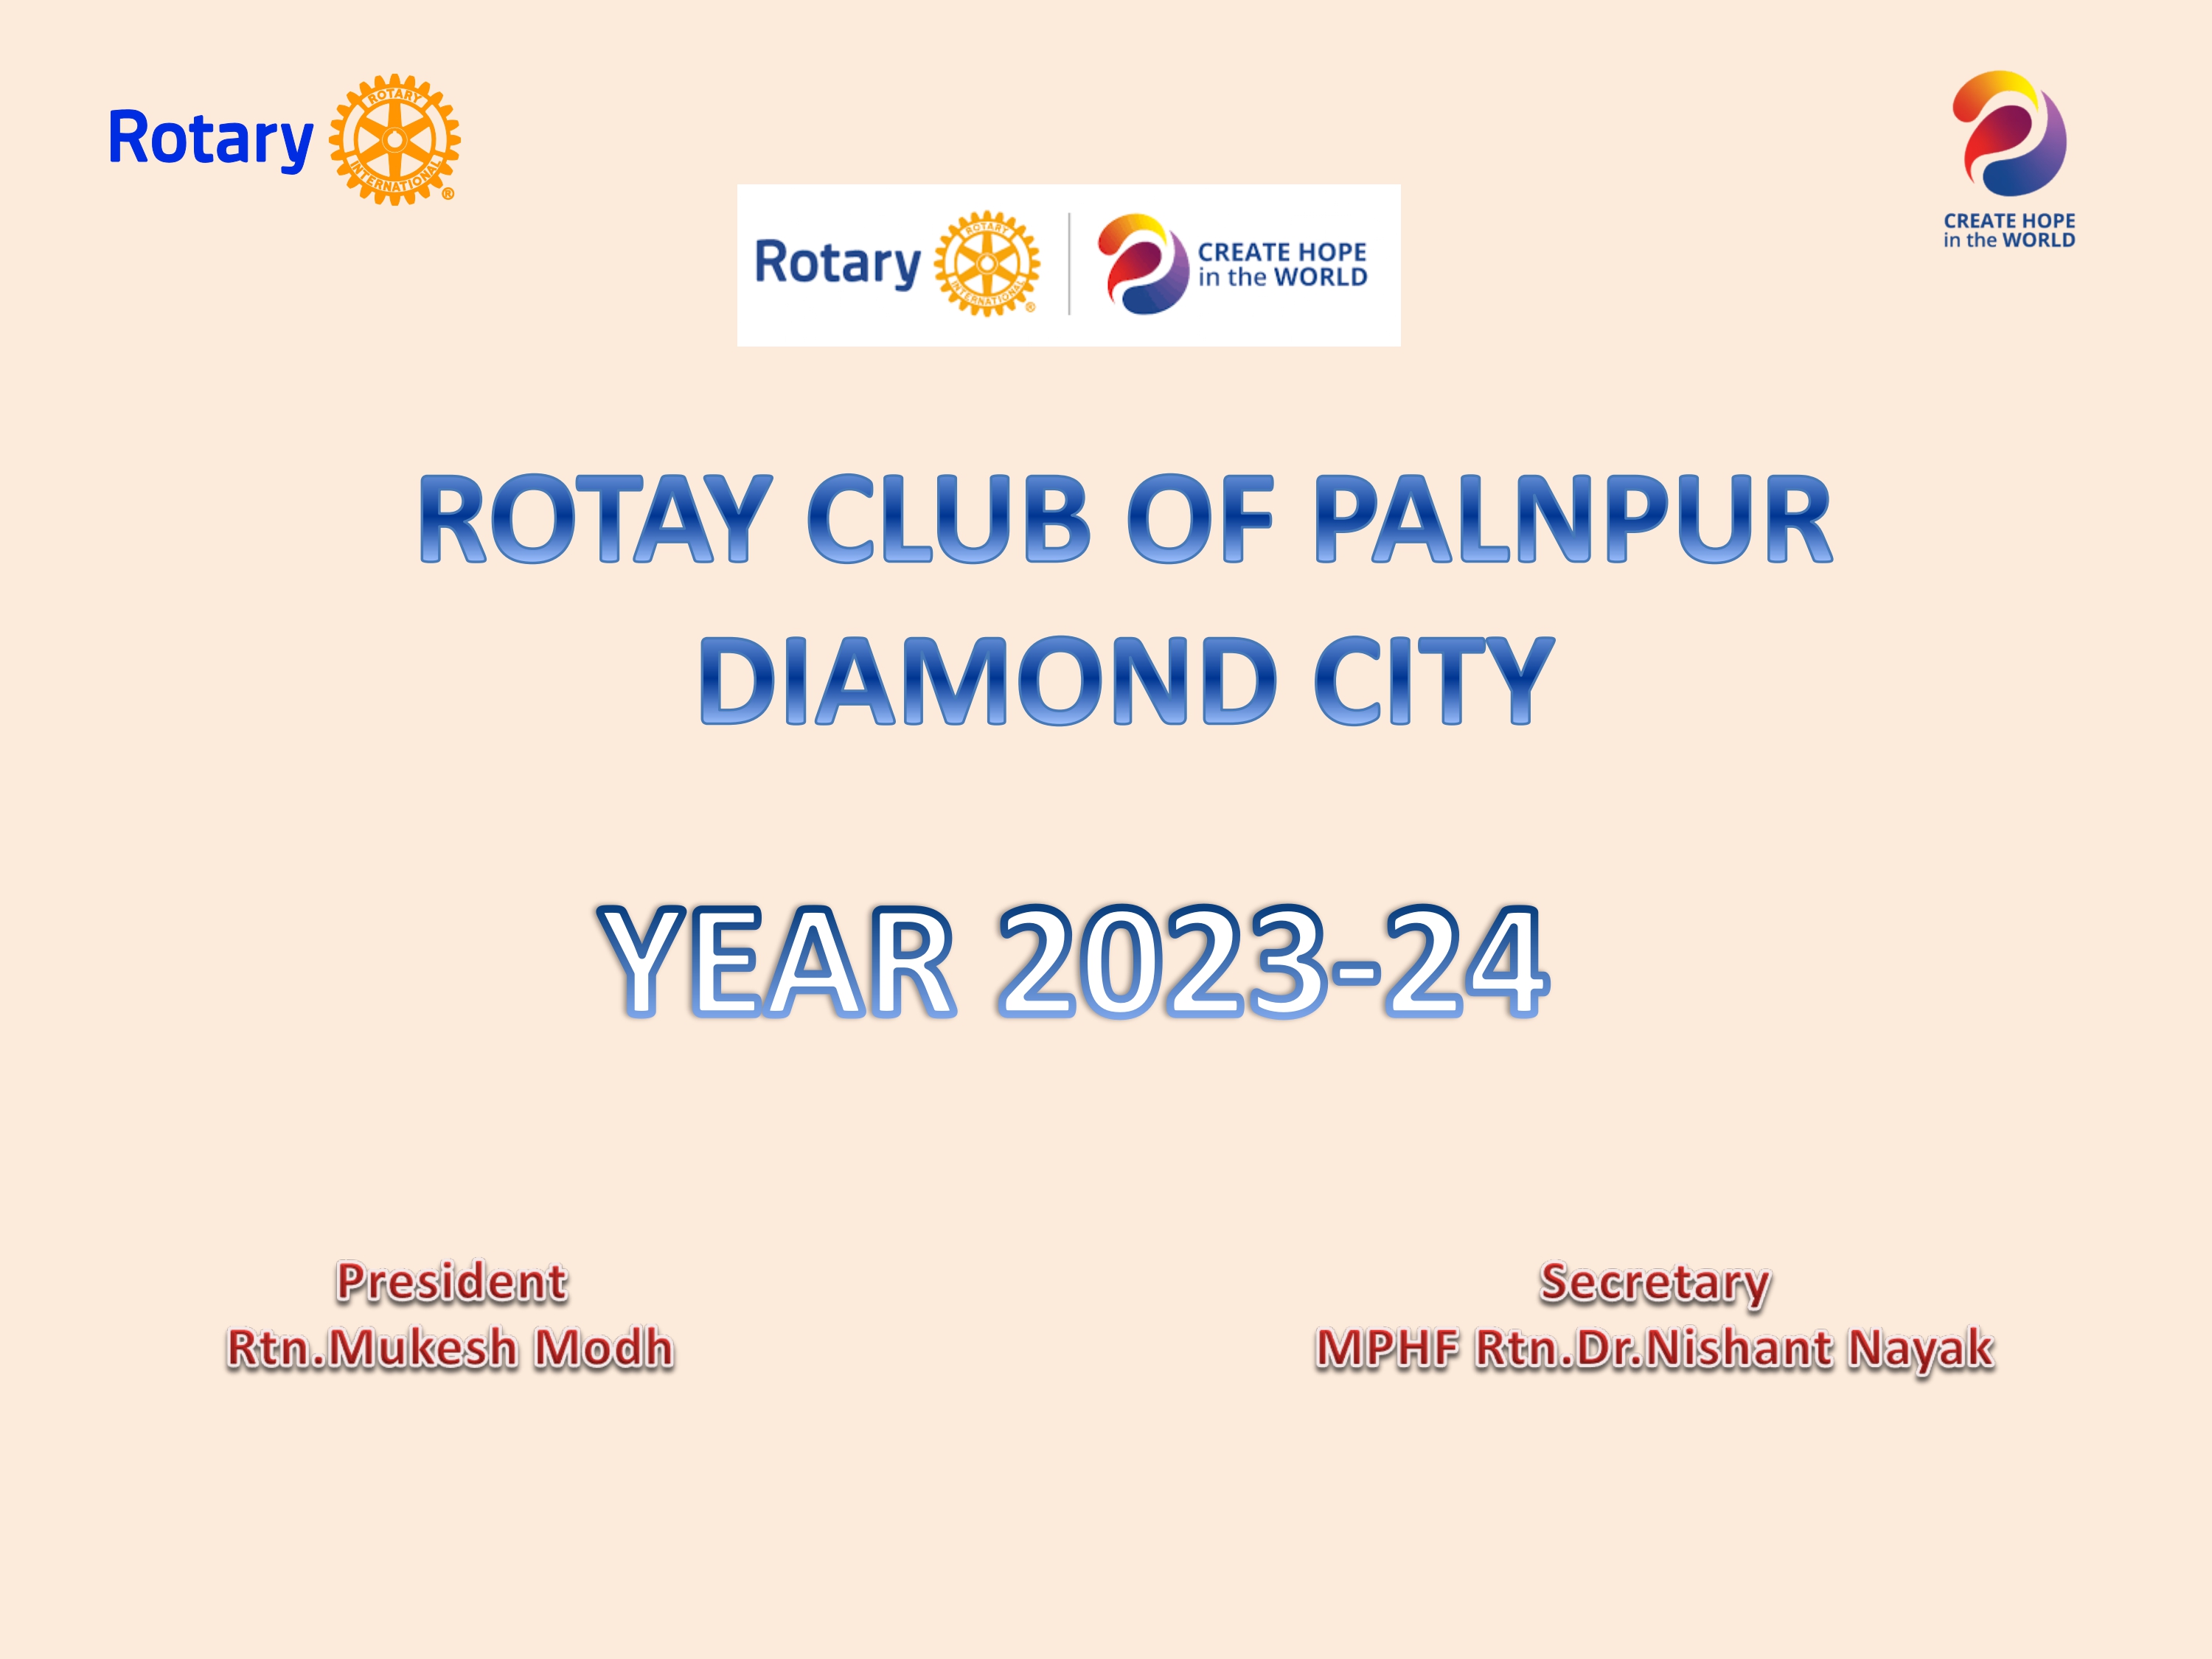 Rotary
ROTARY
INTERNATIONAL
®
CREATE HOPE
in the WORLD
Rotary
ROTARY
INTERNATIONAL
®
CREATE HOPE
in the WORLD
ROTAY CLUB OF PALNPUR
DIAMOND CITY
YEAR 2023-24
President
Rtn.Mukesh Modh
Secretary
MPHF Rtn.Dr.Nishant Nayak